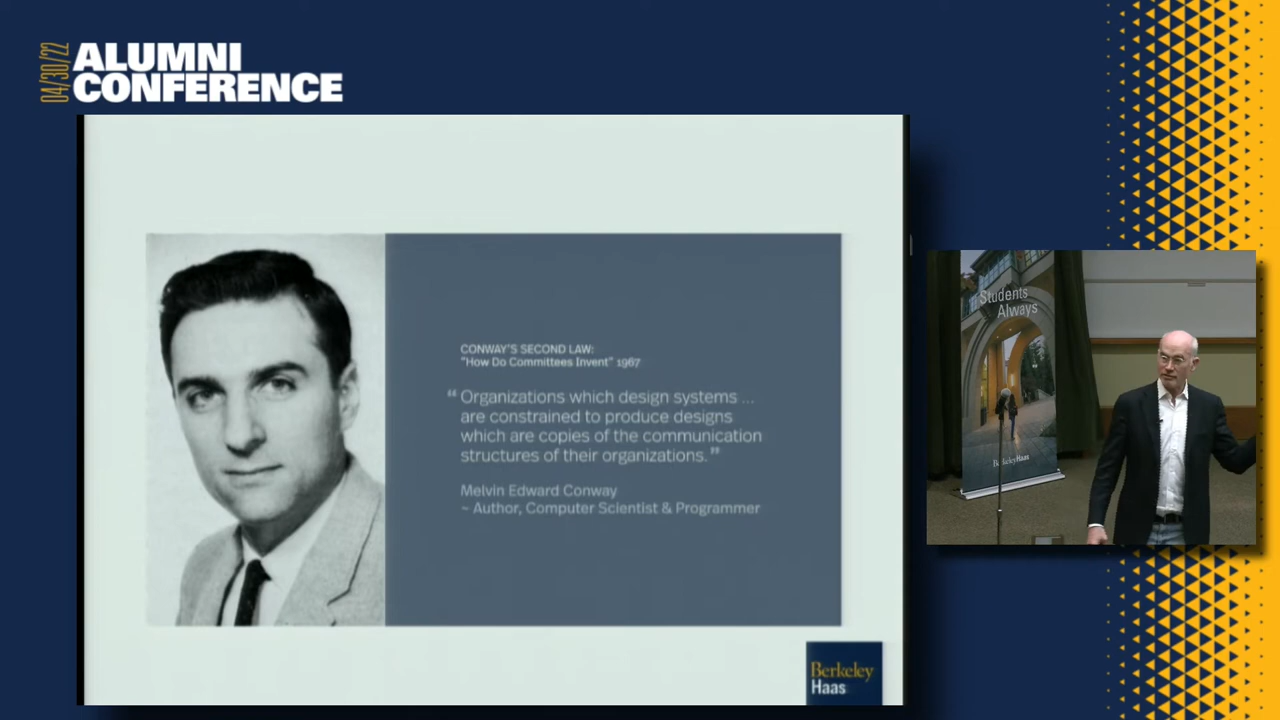 04/30/22
ALUMNI
CONFERENCE
CONWAY'S SECOND LAW:
"How Do Committees Invent" 1967
“ Organizations which design systems ...
are constrained to produce designs
which are copies of the communication
structures of their organizations.”
Melvin Edward Conway
~ Author, Computer Scientist & Programmer
Berkeley
Haas
Students
Always
BerkeleyHaas